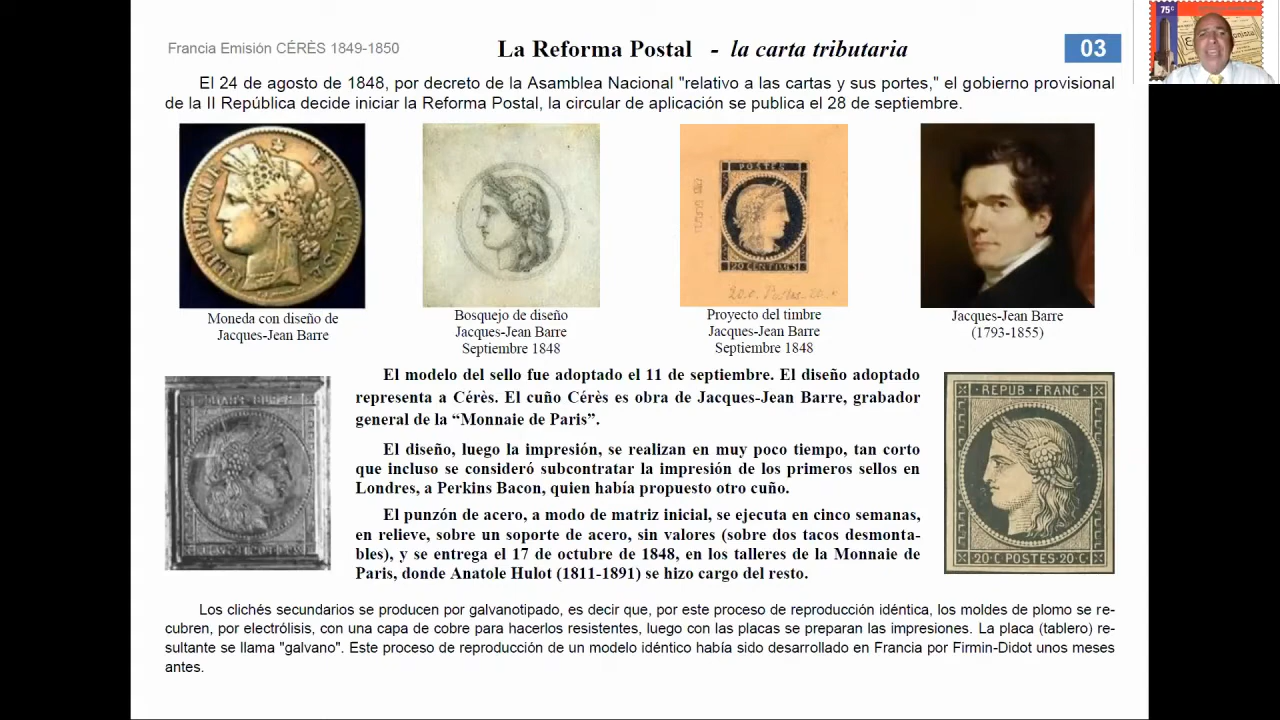 Francia Emisión CÉRÈS 1849-1850
La Reforma Postal - la carta tributaria
03
75c
El 24 de agosto de 1848, por decreto de la Asamblea Nacional "relativo a las cartas y sus portes," el gobierno provisional
de la II República decide iniciar la Reforma Postal, la circular de aplicación se publica el 28 de septiembre.
REPUBLIQUE FRANÇAISE
POSTES
20 CENTIMES
Moneda con diseño de
Jacques-Jean Barre
Bosquejo de diseño
Jacques-Jean Barre
Septiembre 1848
Proyecto del timbre
Jacques-Jean Barre
Septiembre 1848
Jacques-Jean Barre
(1793-1855)
El modelo del sello fue adoptado el 11 de septiembre. El diseño adoptado
representa a Cérès. El cuño Cérès es obra de Jacques-Jean Barre, grabador
general de la “Monnaie de Paris”.
El diseño, luego la impresión, se realizan en muy poco tiempo, tan corto
que incluso se consideró subcontratar la impresión de los primeros sellos en
Londres, a Perkins Bacon, quien había propuesto otro cuño.
El punzón de acero, a modo de matriz inicial, se ejecuta en cinco semanas,
en relieve, sobre un soporte de acero, sin valores (sobre dos tacos desmonta-
bles), y se entrega el 17 de octubre de 1848, en los talleres de la Monnaie de
Paris, donde Anatole Hulot (1811-1891) se hizo cargo del resto.
REPUB · FRANC ·
20 · C · POSTES · 20 · C ·
Los clichés secundarios se producen por galvanotipado, es decir que, por este proceso de reproducción idéntica, los moldes de plomo se re-
cubren, por electrólisis, con una capa de cobre para hacerlos resistentes, luego con las placas se preparan las impresiones. La placa (tablero) re-
sultante se llama "galvano". Este proceso de reproducción de un modelo idéntico había sido desarrollado en Francia por Firmin-Didot unos meses
antes.